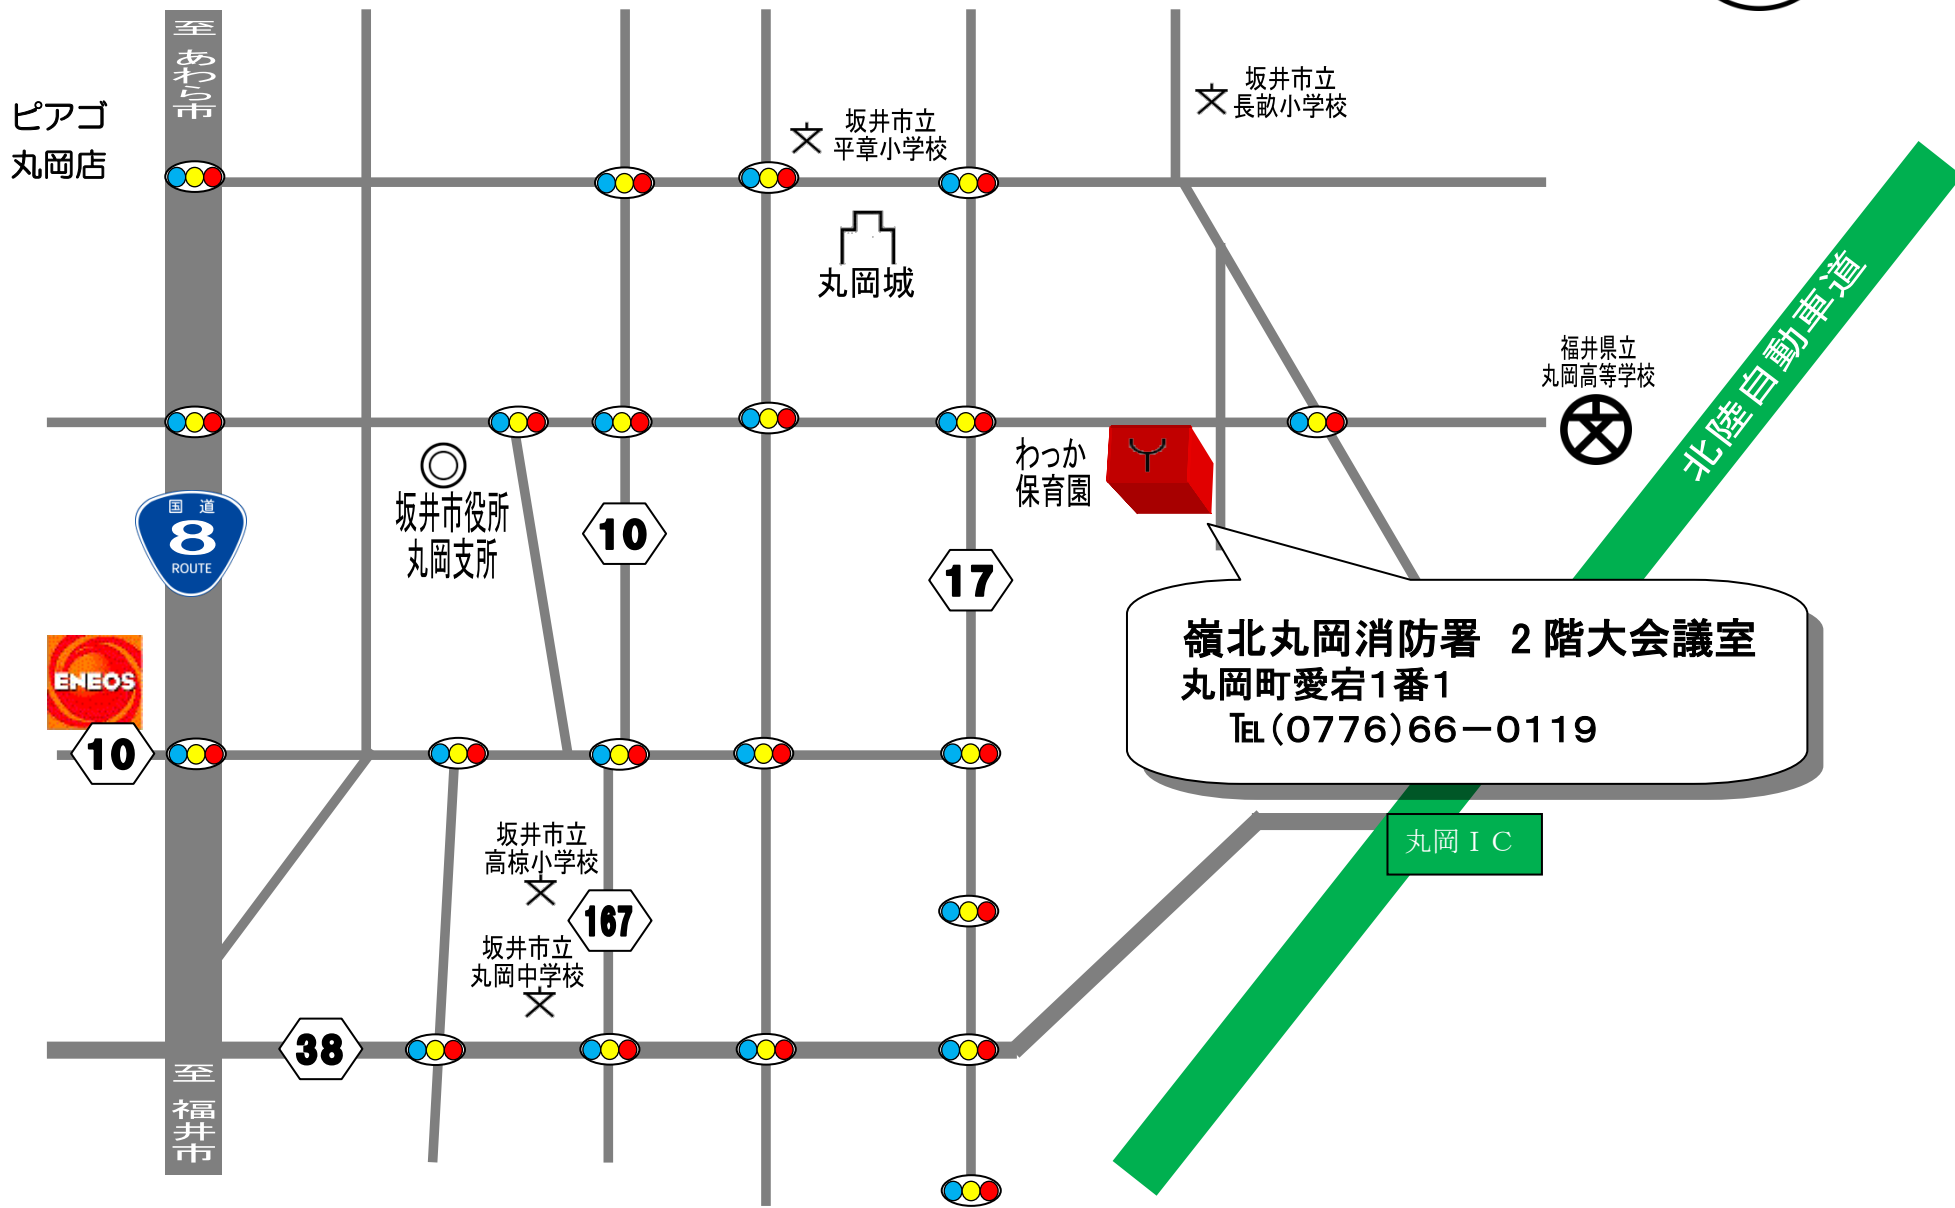 至 あわら市
ピアゴ
丸岡店
坂井市立
平章小学校
坂井市立
長畝小学校
丸岡城
北陸自動車道
福井県立
丸岡高等学校
わっか
保育園
坂井市役所
丸岡支所
国道
8
ROUTE
10
17
ENEOS
10
嶺北丸岡消防署 2階大会議室
丸岡町愛宕1番1
℡(0776)66-0119
丸岡IC
坂井市立
高椋小学校
167
坂井市立
丸岡中学校
38
至 福井市